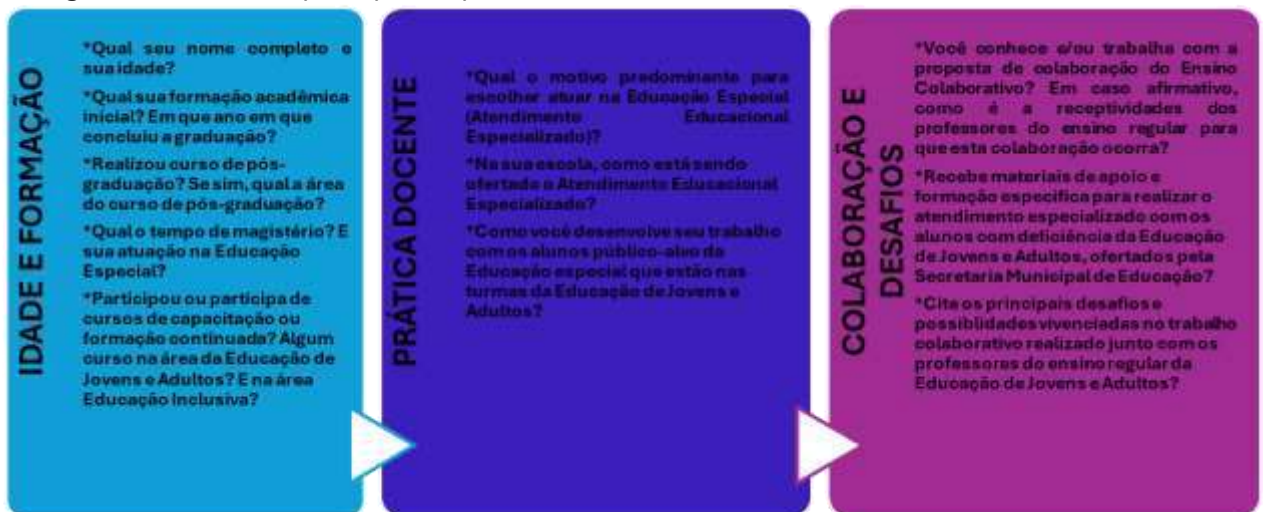 IDADE E FORMAÇÃO
*Qual seu nome completo e
sua idade?
*Qual sua formação acadêmica
inicial? Em que ano em que
concluiu a graduação?
*Realizou curso de pós-
graduação? Se sim, qual a área
do curso de pós-graduação?
*Qual o tempo de magistério? E
sua atuação na Educação
Especial?
*Participou ou participa de
cursos de capacitação ou
formação continuada? Algum
curso na área da Educação de
Jovens e Adultos? E na área
Educação Inclusiva?
PRÁTICA DOCENTE
*Qual o motivo predominante para
escolher atuar na Educação Especial
(Atendimento Educacional
Especializado)?
*Na sua escola, como está sendo
ofertado o Atendimento Educacional
Especializado?
*Como você desenvolve seu trabalho
com os alunos público-alvo da
Educação especial que estão nas
turmas da Educação de Jovens e
Adultos?
COLABORAÇÃO E
DESAFIOS
*Você conhece e/ou trabalha com a
proposta de colaboração do Ensino
Colaborativo? Em caso afirmativo,
como é a receptividades dos
professores do ensino regular para
que esta colaboração ocorra?
*Recebe materiais de apoio e
formação específica para realizar o
atendimento especializado com os
alunos com deficiência da Educação
de Jovens e Adultos, ofertados pela
Secretaria Municipal de Educação?
*Cite os principais desafios e
possiblidades vivenciadas no trabalho
colaborativo realizado junto com os
professores do ensino regular da
Educação de Jovens e Adultos?